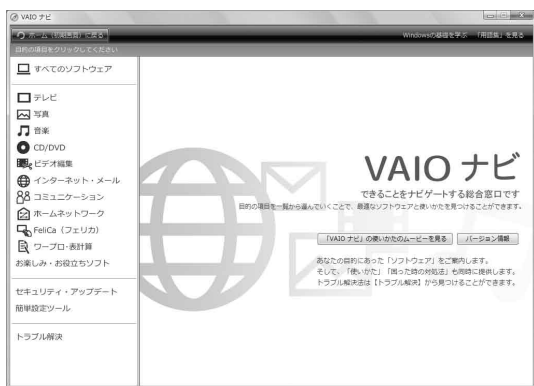 VAIO ナビ
ホーム（初期画面）に戻る
Windowsの基礎を学ぶ 「用語集」を見る
目的の項目をクリックしてください
すべてのソフトウェア
テレビ
写真
音楽
CD/DVD
ビデオ編集
インターネット・メール
コミュニケーション
ホームネットワーク
FeliCa（フェリカ）
ワープロ・表計算
お楽しみ・お役立ちソフト
セキュリティ・アップデート
簡単設定ツール
トラブル解決
VAIO ナビ
できることをナビゲートする総合窓口です
目的の項目を一覧から選んでいくことで、最適なソフトウェアと使いかたを見つけることができます。
「VAIO ナビ」の使いかたのムービーを見る
バージョン情報
あなたの目的にあった「ソフトウェア」をご案内します。
そして、「使いかた」「困った時の対処法」も同時に提供します。
トラブル解決法は【トラブル解決】から見つけることができます。